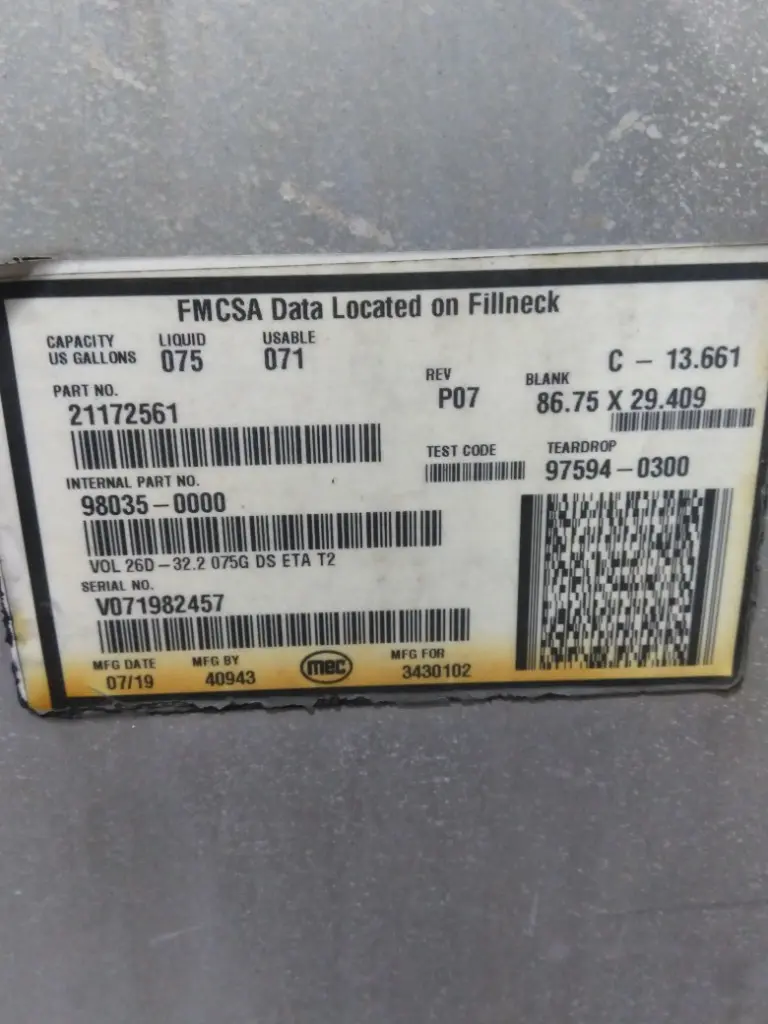 FMCSA Data Located on Fillneck
CAPACITY US GALLONS
LIQUID 075
USABLE 071
C - 13.661
PART NO.
21172561
REV
P07
BLANK
86.75 X 29.409
INTERNAL PART NO.
98035-0000
TEST CODE
TEARDROP
97594-0300
VOL 26D-32.2 075G DS ETA T2
SERIAL NO.
V071982457
MFG DATE
07/19
MFG BY
40943
mec
MFG FOR
3430102